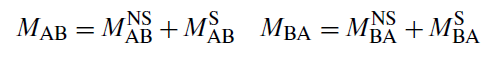 M_AB = M_AB^NS + M_AB^S M_BA = M_BA^NS + M_BA^S